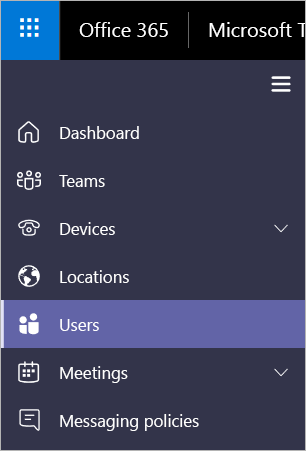 Office 365 Microsoft T
Dashboard
Teams
Devices
Locations
Users
Meetings
Messaging policies